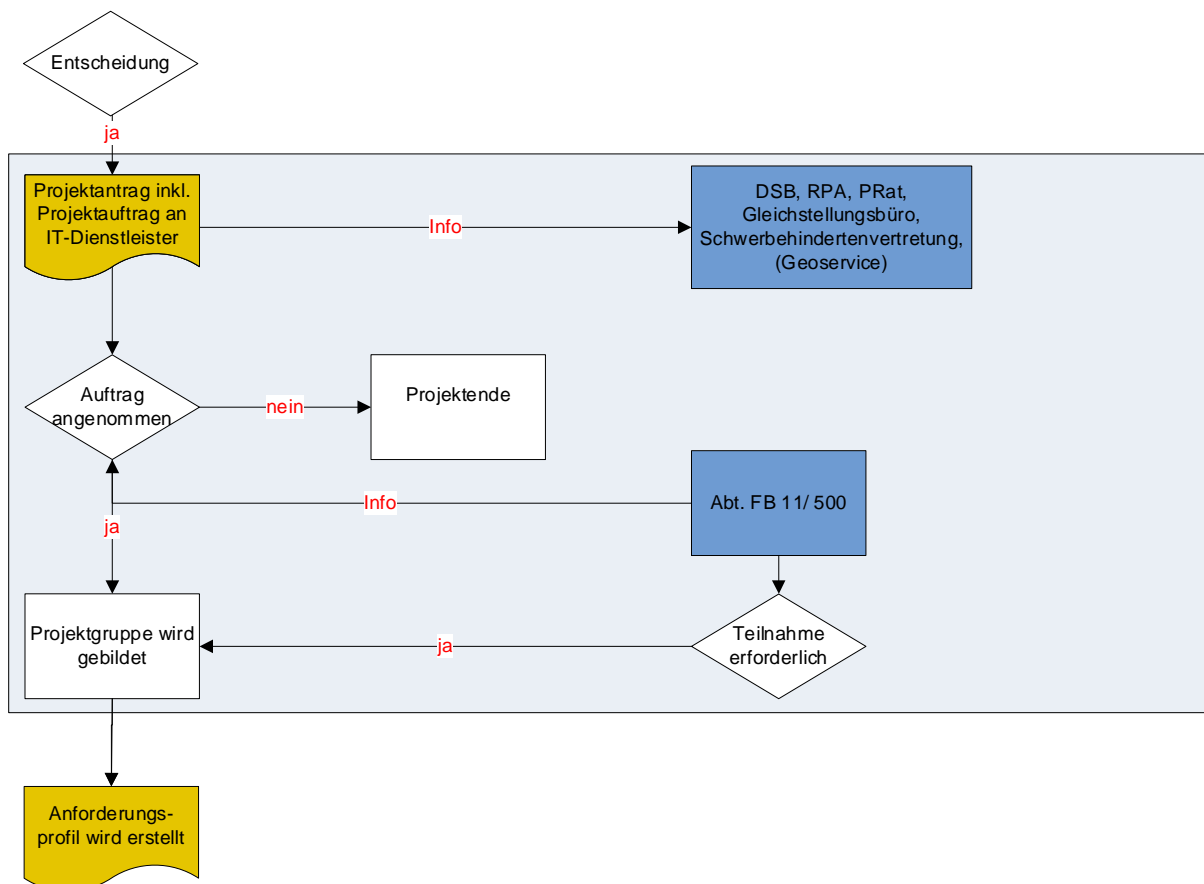 Entscheidung
ja
Projektantrag inkl.
Projektauftrag an
IT-Dienstleister
Info
DSB, RPA, PRat,
Gleichstellungsbüro,
Schwerbehindertenvertretung,
(Geoservice)
Auftrag
angenommen
nein
Projektende
Info
Abt. FB 11/ 500
ja
Projektgruppe wird
gebildet
ja
Teilnahme
erforderlich
Anforderungs-
profil wird erstellt